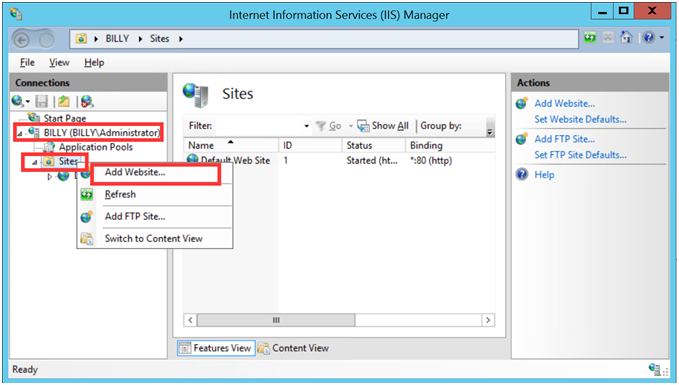 Internet Information Services (IIS) Manager
BILLY
Sites
File View Help
Connections
Start Page
BILLY (BILLY\Administrator)
Application Pools
Sites
Add Website...
Refresh
Add FTP Site...
Switch to Content View
Sites
Filter: Go Show All Group by:
Name ID Status Binding
Default Web Site 1 Started (ht... *:80 (http)
Features View Content View
Actions
Add Website...
Set Website Defaults...
Add FTP Site...
Set FTP Site Defaults...
Help
Ready